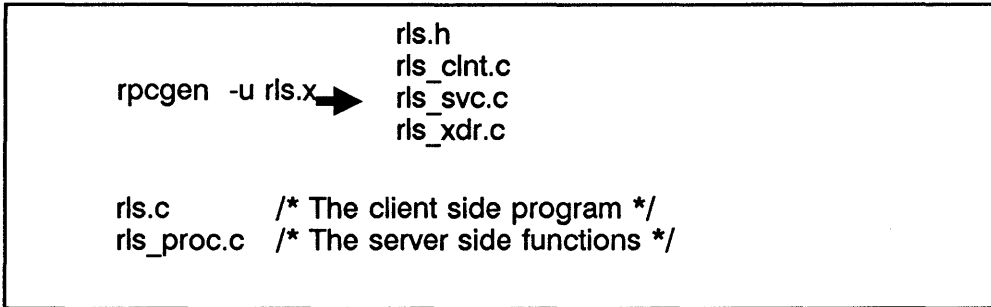 rls.h
rls_clnt.c
rpcgen -u rls.x
rls_svc.c
rls_xdr.c
rls.c /* The client side program */
rls_proc.c /* The server side functions */